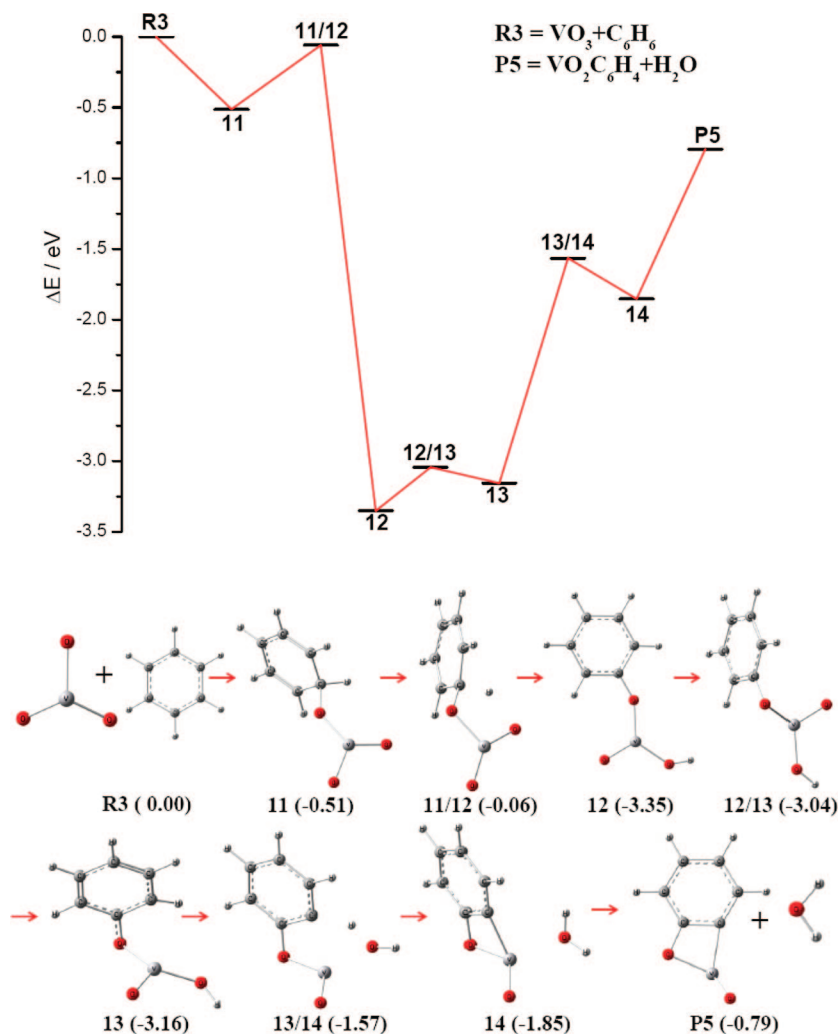 R3 = VO₃+C₆H₆
P5 = VO₂C₆H₄+H₂O
ΔE / eV
0.0
-0.5
-1.0
-1.5
-2.0
-2.5
-3.0
-3.5
R3
11
11/12
12
12/13
13
13/14
14
P5
+
R3 ( 0.00) 11 (-0.51) 11/12 (-0.06) 12 (-3.35) 12/13 (-3.04)
+
13 (-3.16) 13/14 (-1.57) 14 (-1.85) P5 (-0.79)